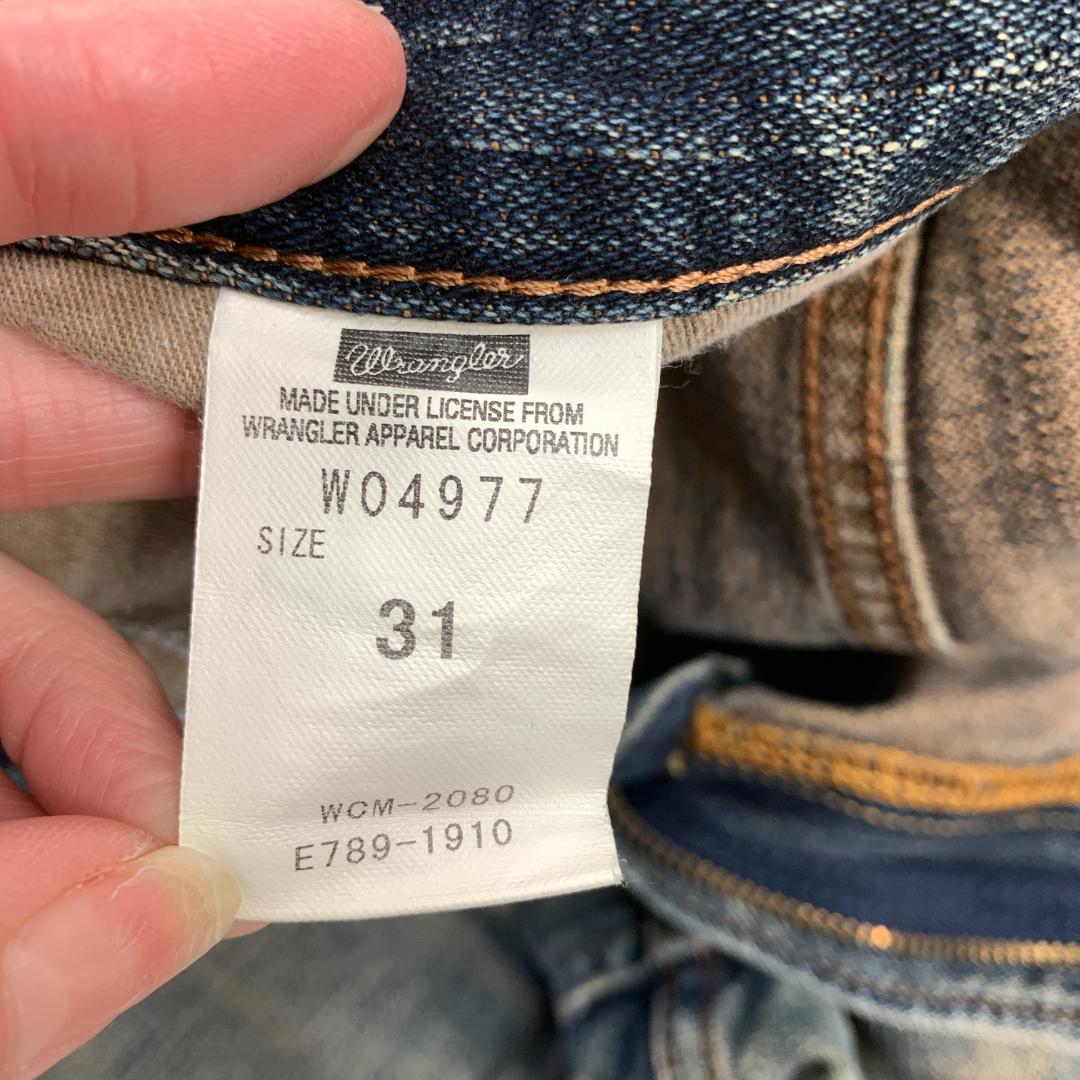 Wrangler
MADE UNDER LICENSE FROM
WRANGLER APPAREL CORPORATION
W04977
SIZE
31
WCM-2080
E789-1910